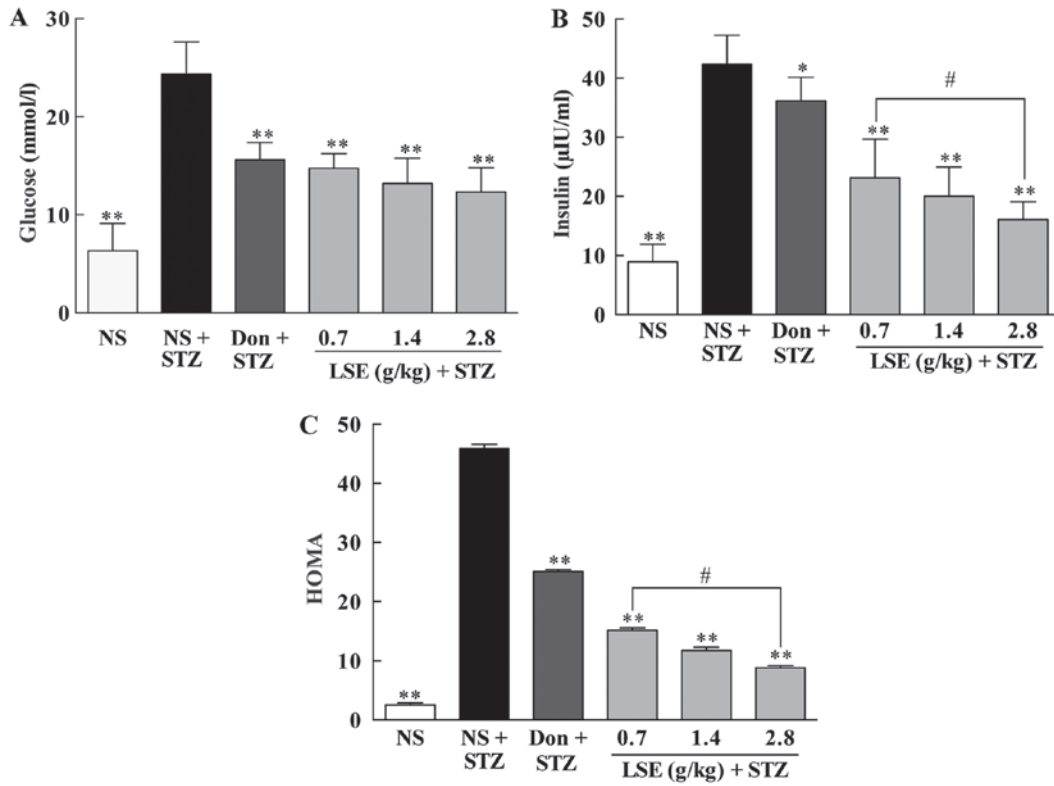 A
Glucose (mmol/l)
30
20
10
0
**
**
**
**
**
NS
NS +
STZ
Don +
STZ
0.7
1.4
2.8
LSE (g/kg) + STZ
B
Insulin (µIU/ml)
50
40
30
20
10
0
**
*
**
**
**
#
NS
NS +
STZ
Don +
STZ
0.7
1.4
2.8
LSE (g/kg) + STZ
C
HOMA
50
40
30
20
10
0
**
**
**
**
**
#
NS
NS +
STZ
Don +
STZ
0.7
1.4
2.8
LSE (g/kg) + STZ